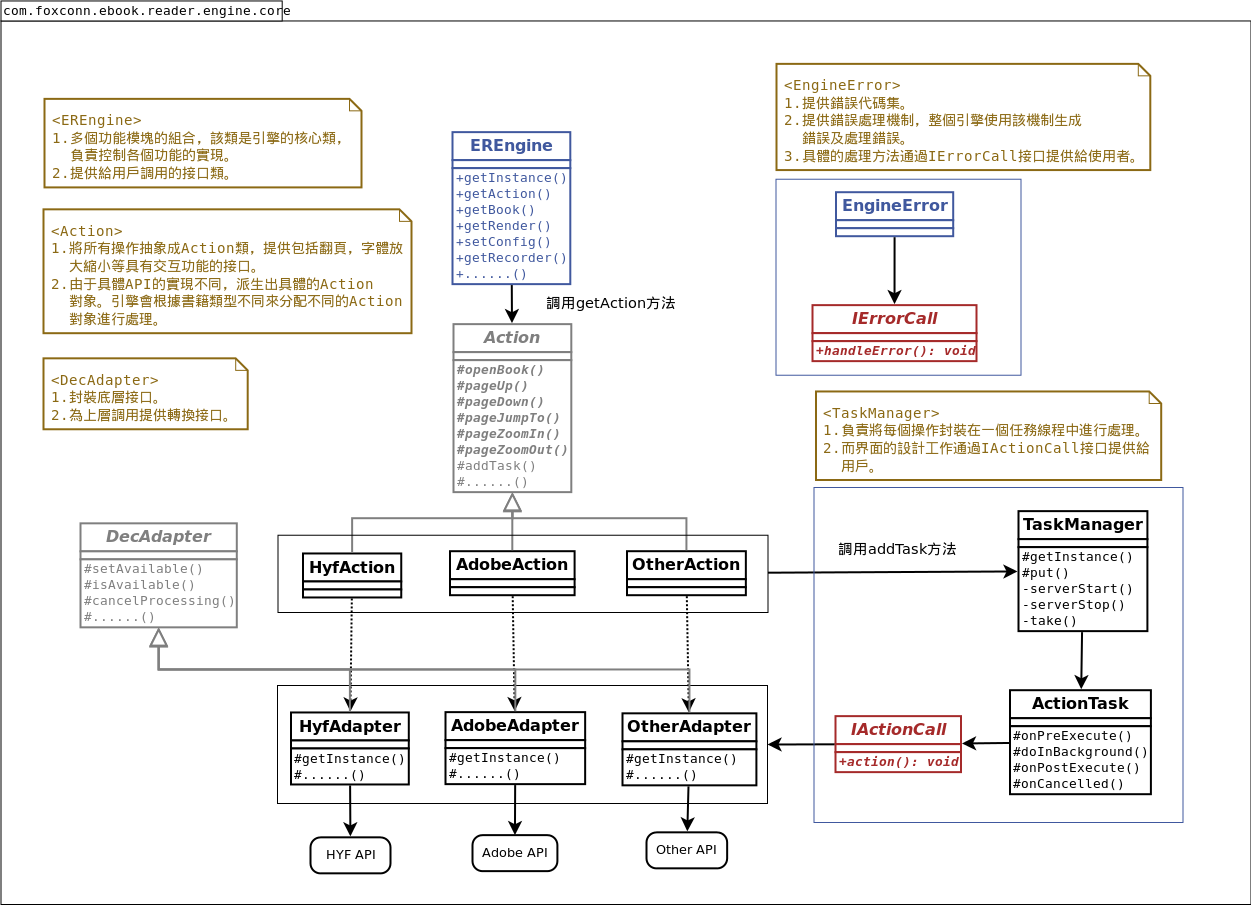 com.foxconn.ebook.reader.engine.core
<EREngine>
1.多個功能模塊的組合，該類是引擎的核心類，
負責控制各個功能的實現。
2.提供給用戶調用的接口類。
<Action>
1.將所有操作抽象成Action類，提供包括翻頁，字體放
大縮小等具有交互功能的接口。
2.由于具體API的實現不同，派生出具體的Action
對象。引擎會根據書籍類型不同來分配不同的Action
對象進行處理。
<DecAdapter>
1.封裝底層接口。
2.為上層調用提供轉換接口。
EREngine
+getInstance()
+getAction()
+getBook()
+getRender()
+setConfig()
+getRecorder()
+......()
調用getAction方法
Action
#openBook()
#pageUp()
#pageDown()
#pageJumpTo()
#pageZoomIn()
#pageZoomOut()
#addTask()
#......()
<EngineError>
1.提供錯誤代碼集。
2.提供錯誤處理機制，整個引擎使用該機制生成
錯誤及處理錯誤。
3.具體的處理方法通過IErrorCall接口提供給使用者。
EngineError
IErrorCall
+handleError(): void
<TaskManager>
1.負責將每個操作封裝在一個任務線程中進行處理。
2.而界面的設計工作通過IActionCall接口提供給
用戶。
DecAdapter
#setAvailable()
#isAvailable()
#cancelProcessing()
#......()
HyfAction
AdobeAction
OtherAction
調用addTask方法
TaskManager
#getInstance()
#put()
-serverStart()
-serverStop()
-take()
HyfAdapter
#getInstance()
#......()
AdobeAdapter
#getInstance()
#......()
OtherAdapter
#getInstance()
#......()
IActionCall
+action(): void
ActionTask
#onPreExecute()
#doInBackground()
#onPostExecute()
#onCancelled()
HYF API
Adobe API
Other API